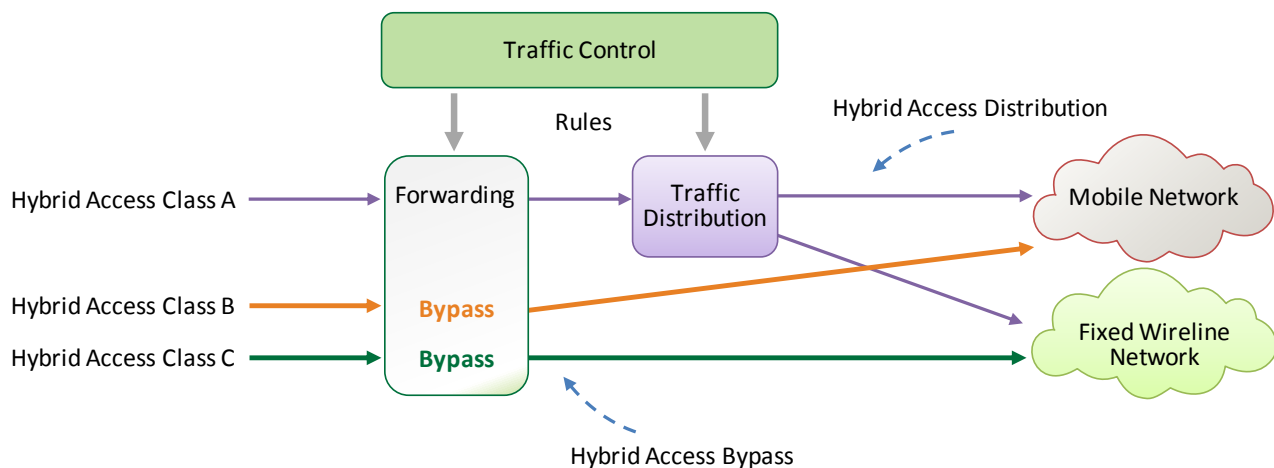 Traffic Control
Rules
Hybrid Access Distribution
Hybrid Access Class A
Forwarding
Traffic
Distribution
Mobile Network
Hybrid Access Class B
Bypass
Hybrid Access Class C
Bypass
Fixed Wireline
Network
Hybrid Access Bypass